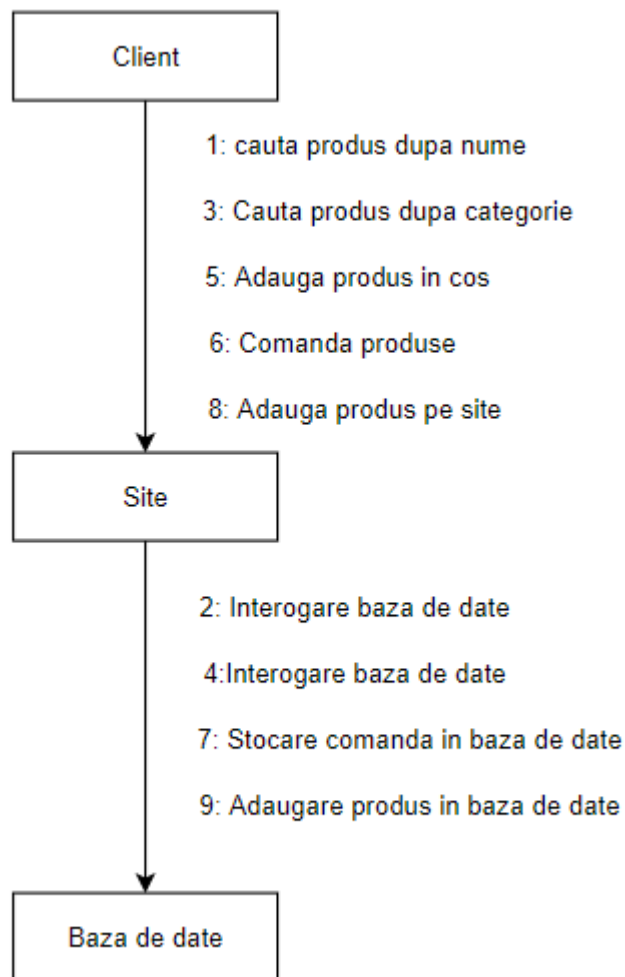 Client
1: cauta produs dupa nume
3: Cauta produs dupa categorie
5: Adauga produs in cos
6: Comanda produse
8: Adauga produs pe site
Site
2: Interogare baza de date
4:Interogare baza de date
7: Stocare comanda in baza de date
9: Adaugare produs in baza de date
Baza de date